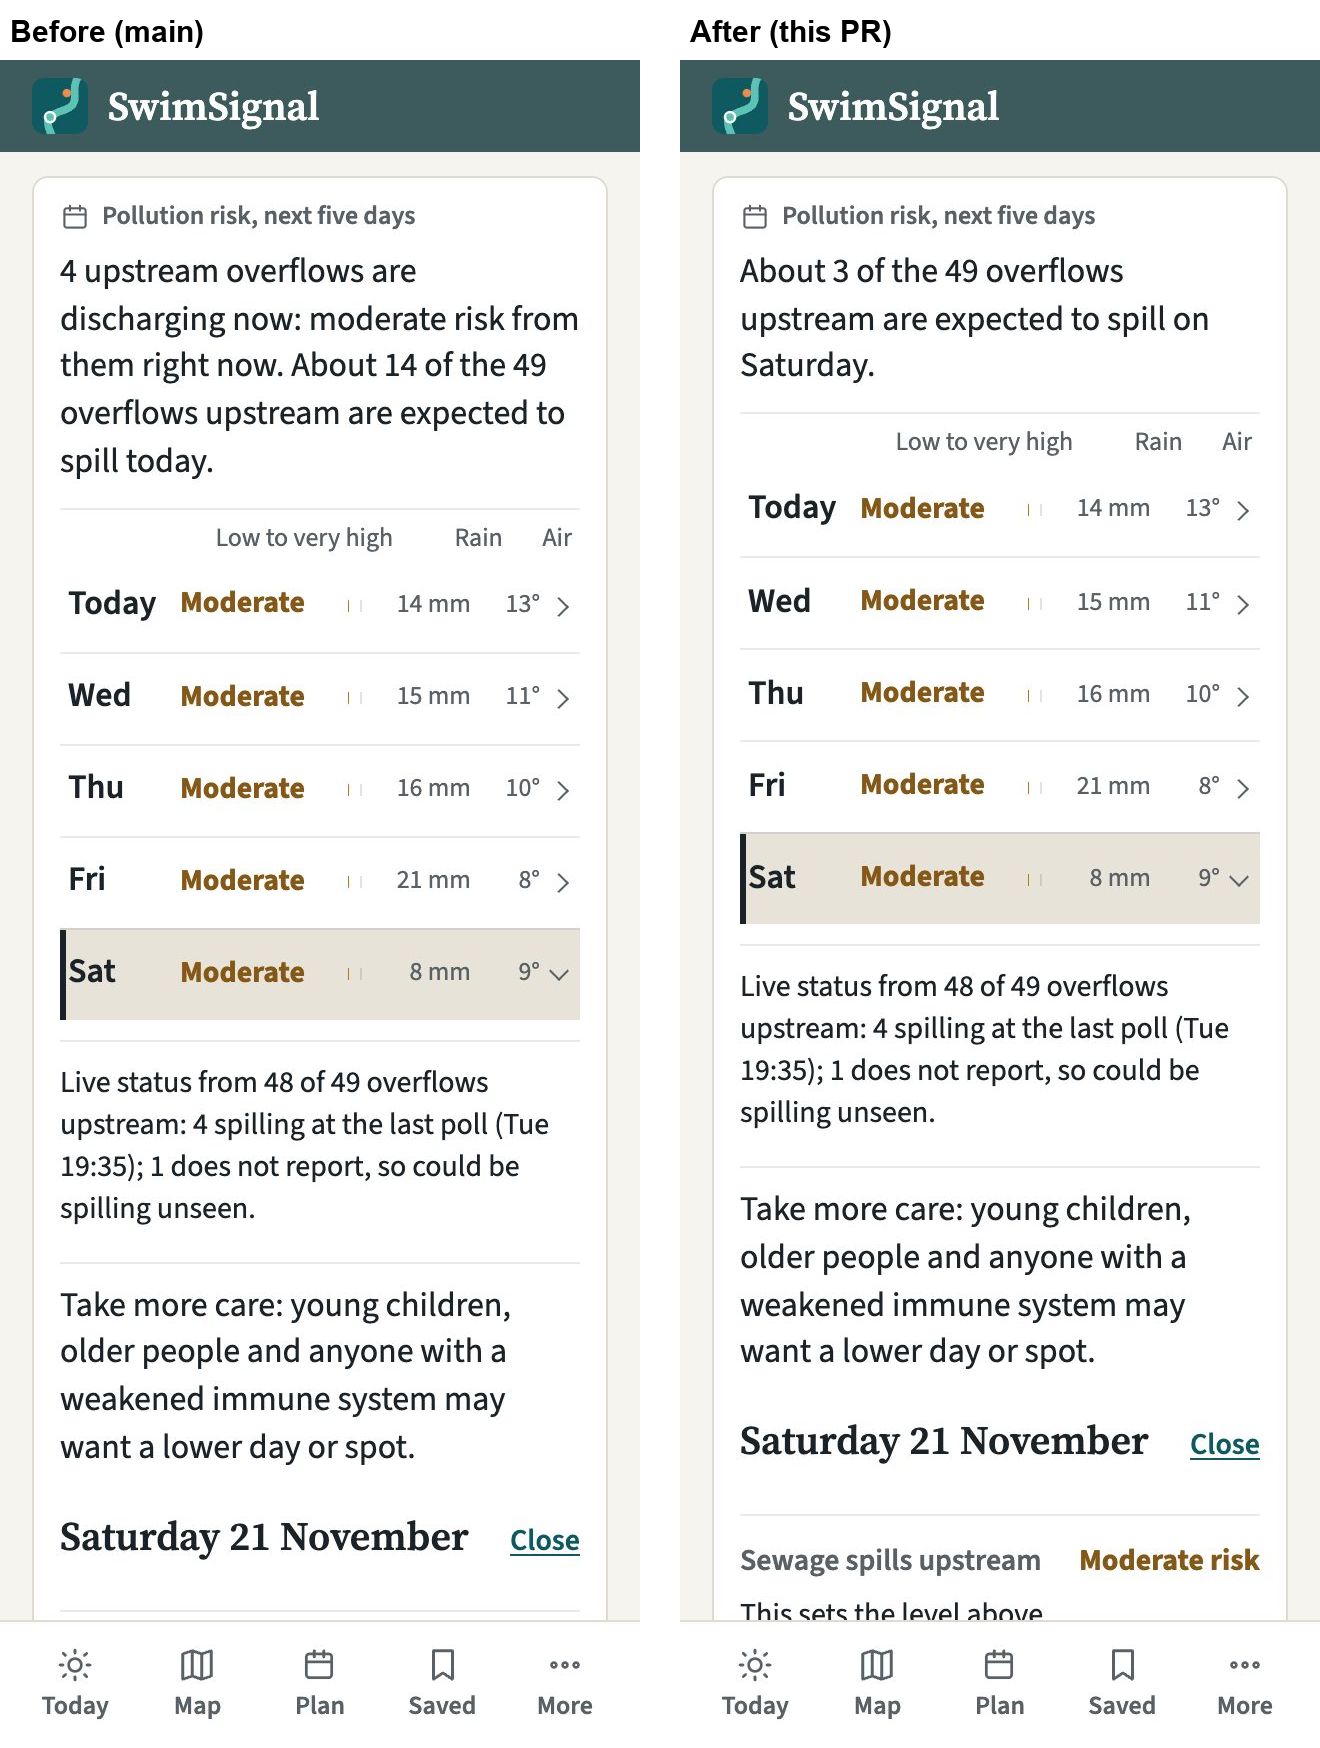 Before (main)
SwimSignal
Pollution risk, next five days
4 upstream overflows are
discharging now: moderate risk from
them right now. About 14 of the 49
overflows upstream are expected to
spill today.
Low to very high Rain Air
Today Moderate 14 mm 13°
Wed Moderate 15 mm 11°
Thu Moderate 16 mm 10°
Fri Moderate 21 mm 8°
Sat Moderate 8 mm 9°
Live status from 48 of 49 overflows
upstream: 4 spilling at the last poll (Tue
19:35); 1 does not report, so could be
spilling unseen.
Take more care: young children,
older people and anyone with a
weakened immune system may
want a lower day or spot.
Saturday 21 November Close
Today Map Plan Saved More
After (this PR)
SwimSignal
Pollution risk, next five days
About 3 of the 49 overflows
upstream are expected to spill on
Saturday.
Low to very high Rain Air
Today Moderate 14 mm 13°
Wed Moderate 15 mm 11°
Thu Moderate 16 mm 10°
Fri Moderate 21 mm 8°
Sat Moderate 8 mm 9°
Live status from 48 of 49 overflows
upstream: 4 spilling at the last poll (Tue
19:35); 1 does not report, so could be
spilling unseen.
Take more care: young children,
older people and anyone with a
weakened immune system may
want a lower day or spot.
Saturday 21 November Close
Sewage spills upstream Moderate risk
This sets the level above
Today Map Plan Saved More